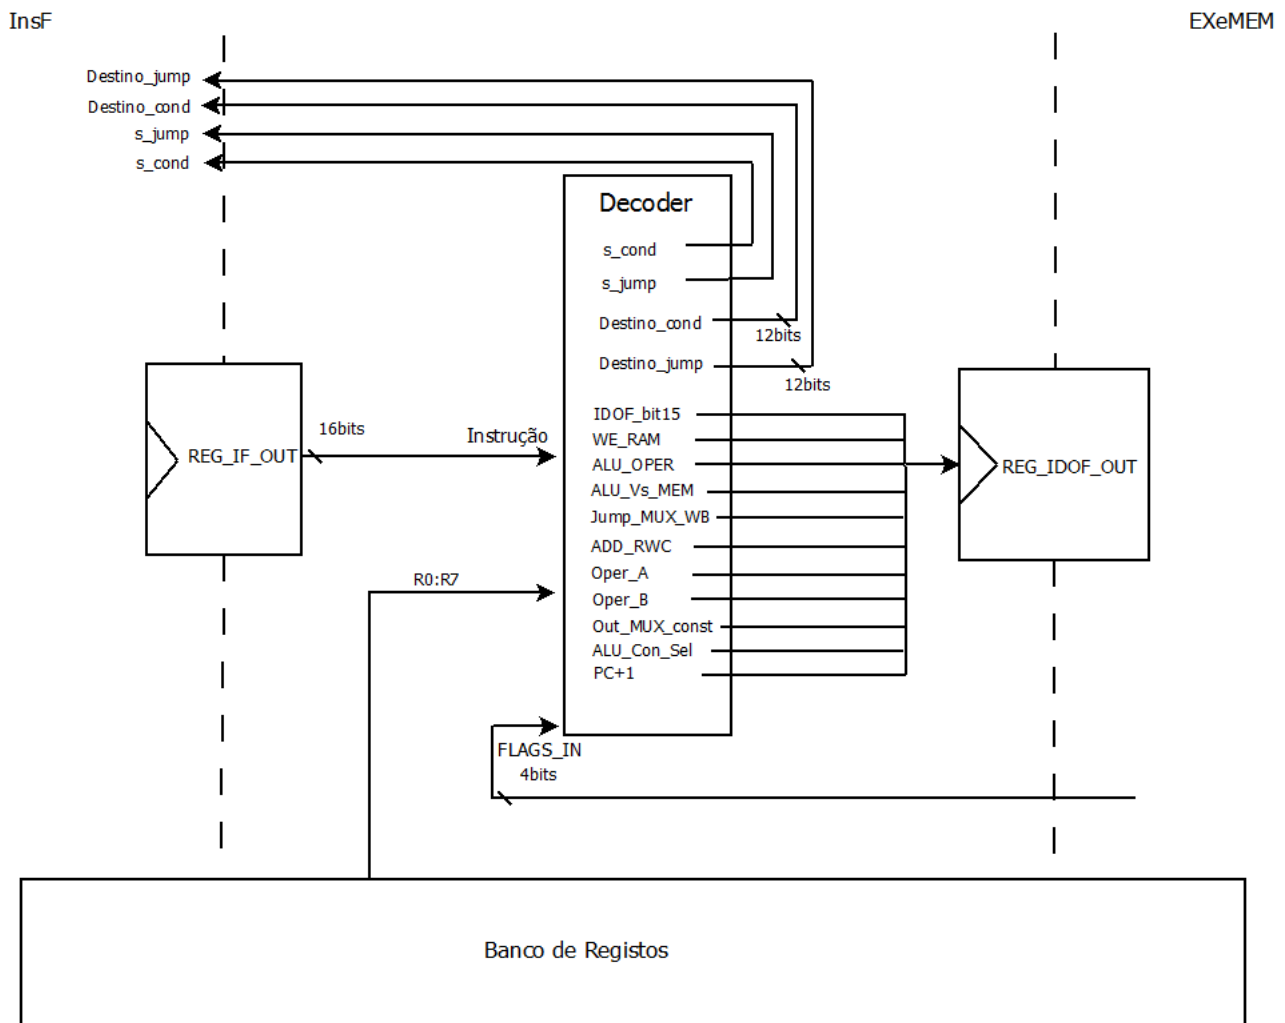 InsF
EXeMEM
Destino_jump
Destino_cond
s_jump
s_cond
Decoder
s_cond
s_jump
Destino_cond
12bits
Destino_jump
12bits
IDOF_bit15
WE_RAM
ALU_OPER
ALU_Vs_MEM
Jump_MUX_WB
ADD_RWC
Oper_A
Oper_B
Out_MUX_const
ALU_Con_Sel
PC+1
16bits
Instrução
REG_IF_OUT
REG_IDOF_OUT
R0:R7
FLAGS_IN
4bits
Banco de Registos